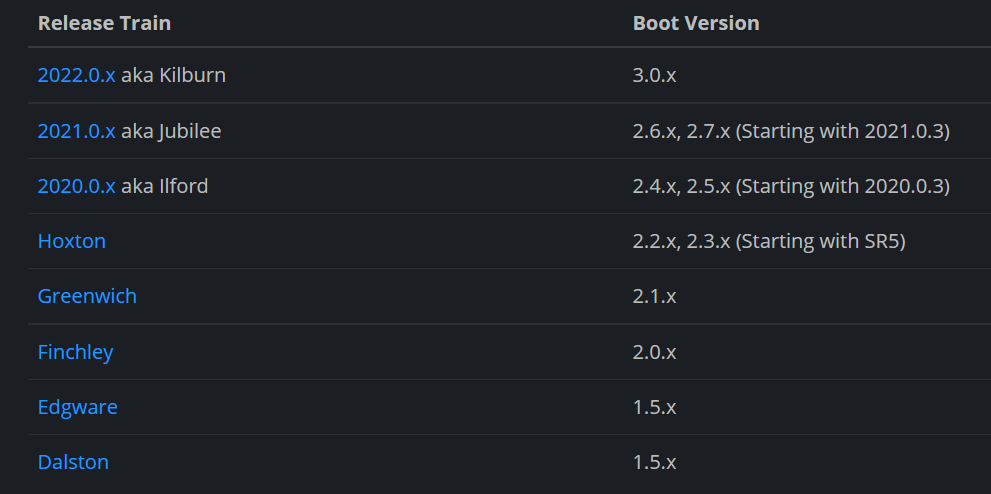 Release Train Boot Version
2022.0.x aka Kilburn 3.0.x
2021.0.x aka Jubilee 2.6.x, 2.7.x (Starting with 2021.0.3)
2020.0.x aka Ilford 2.4.x, 2.5.x (Starting with 2020.0.3)
Hoxton 2.2.x, 2.3.x (Starting with SR5)
Greenwich 2.1.x
Finchley 2.0.x
Edgware 1.5.x
Dalston 1.5.x